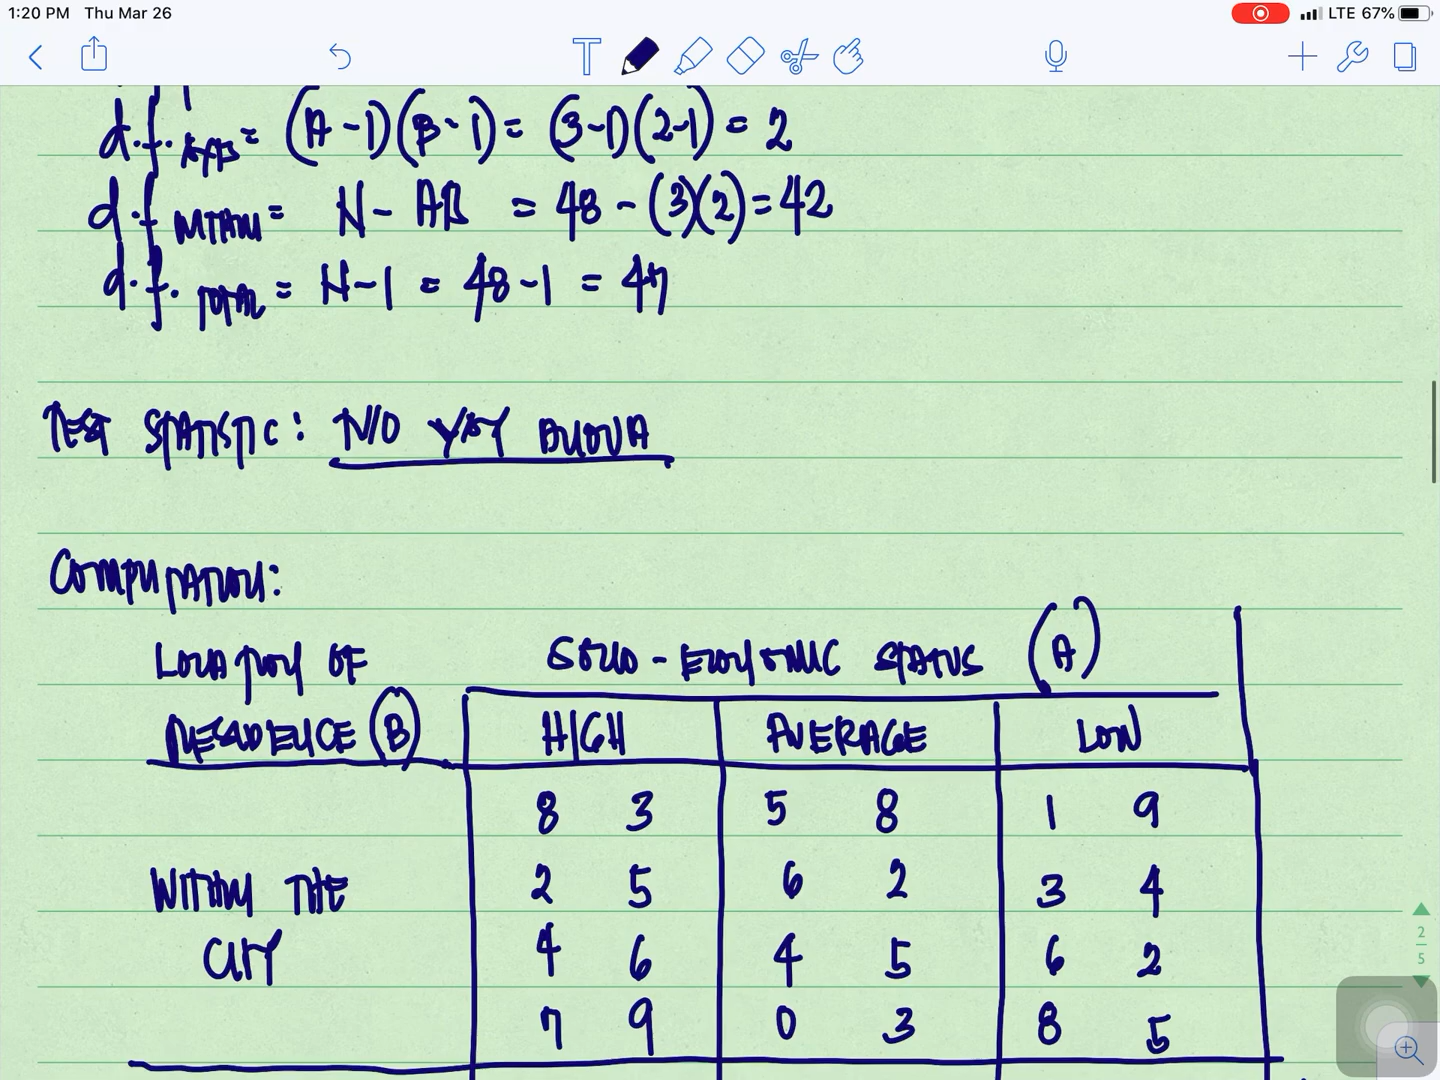 1:20 PM Thu Mar 26
LTE 67%
T
d.f. AxB = (A-1)(B-1) = (3-1)(2-1) = 2
d.f WITHIN = N - AB = 48 - (3)(2) = 42
d.f. TOTAL = N-1 = 48-1 = 47
TEST STATISTIC: TWO WAY ANOVA
COMPUTATION:
LOCATION OF SOCIO-ECONOMIC STATUS (A)
RESIDENCE (B) HIGH AVERAGE LOW
8 3 5 8 1 9
WITHIN THE 2 5 6 2 3 4
CITY 4 6 4 5 6 2
7 9 0 3 8 5
2
5